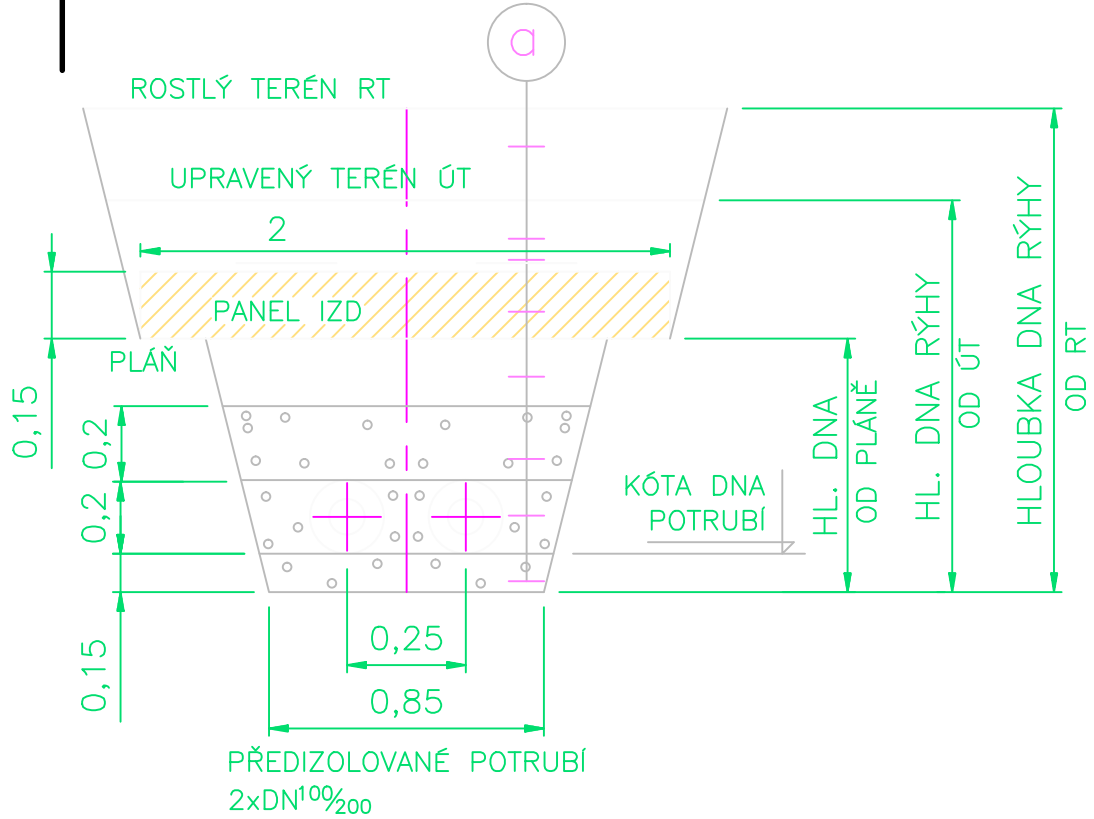 a
ROSTLÝ TERÉN RT
UPRAVENÝ TERÉN ÚT
2
PANEL IZD
PLÁŇ
0,15
0,2
0,2
0,15
KÓTA DNA
POTRUBÍ
HL. DNA
OD PLÁNĚ
HL. DNA RÝHY
OD ÚT
HLOUBKA DNA RÝHY
OD RT
0,25
0,85
PŘEDIZOLOVANÉ POTRUBÍ
2xDN100/200